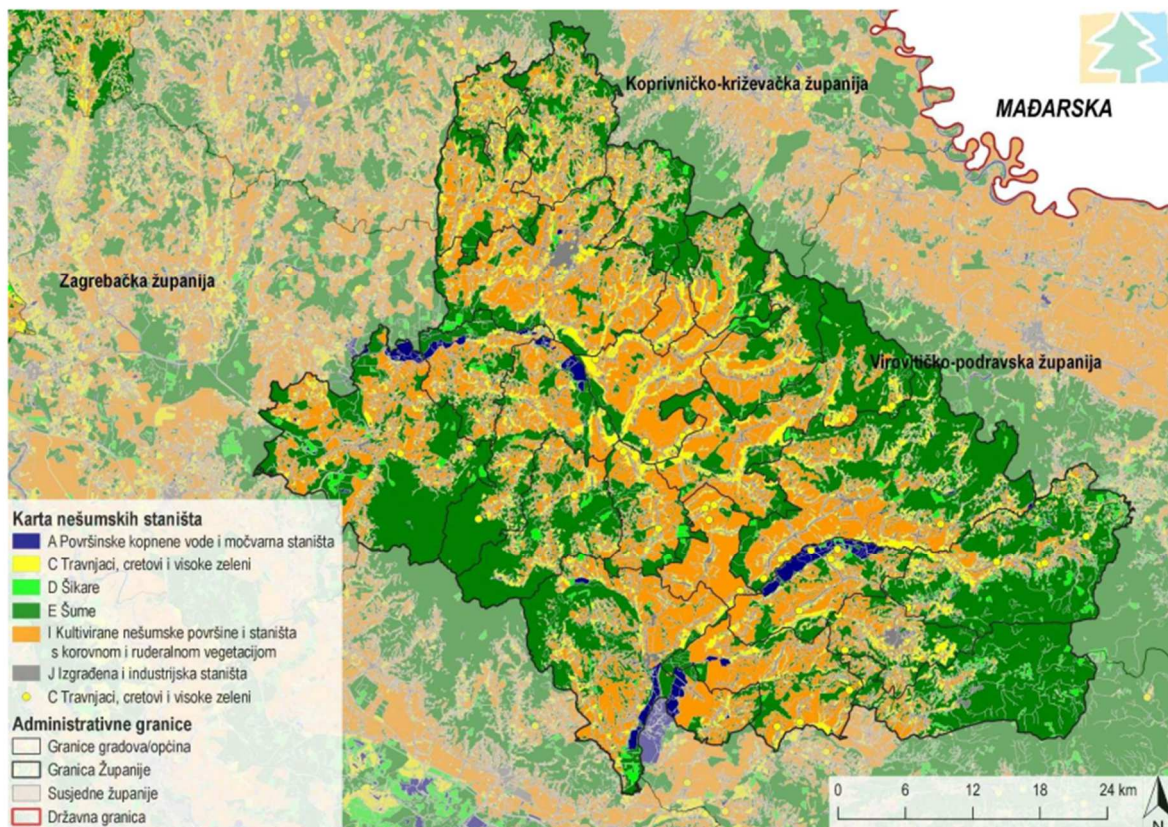 Koprivničko-križevačka županija
MAĐARSKA
Zagrebačka županija
Virovitičko-podravska županija
Karta nešumskih staništa
A Površinske kopnene vode i močvarna staništa
C Travnjaci, cretovi i visoke zeleni
D Šikare
E Šume
I Kultivirane nešumske površine i staništa
s korovnom i ruderalnom vegetacijom
J Izgrađena i industrijska staništa
C Travnjaci, cretovi i visoke zeleni
Administrativne granice
Granice gradova/općina
Granica Županije
Susjedne županije
Državna granica
0 6 12 24 km
N